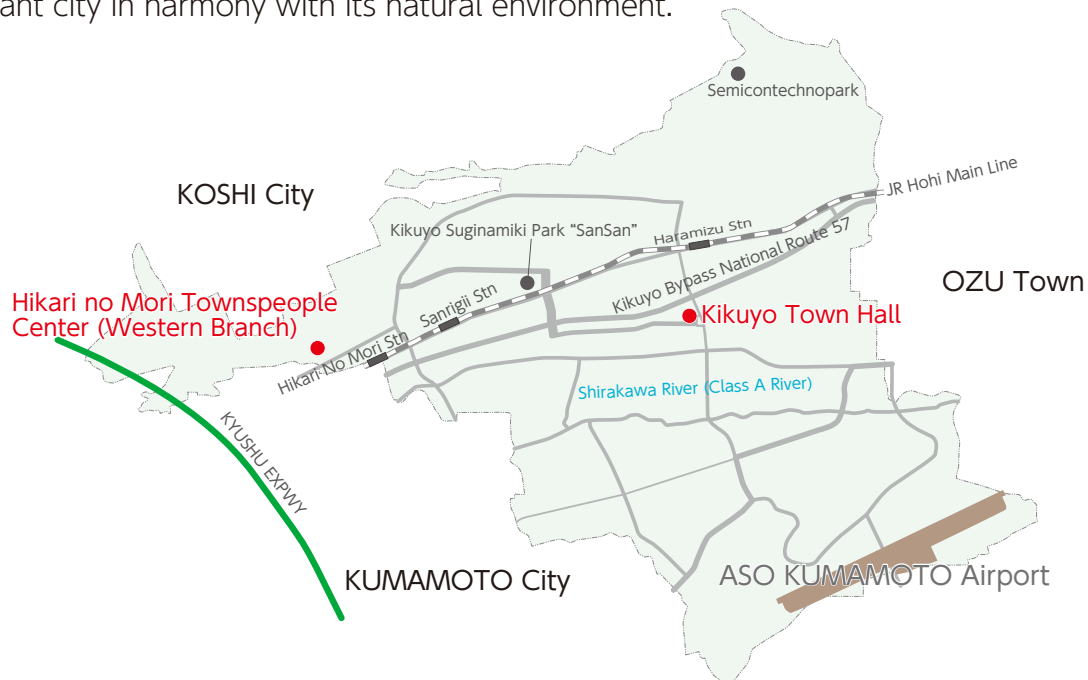 ant city in harmony with its natural environment.
Semicontechnopark
KOSHI City
JR Hohi Main Line
Kikuyo Suginamiki Park “SanSan”
Haramizu Stn
Kikuyo Bypass National Route 57
OZU Town
Hikari no Mori Townspeople
Center (Western Branch)
Sanrigii Stn
Kikuyo Town Hall
Hikari No Mori Stn
Shirakawa River (Class A River)
KYUSHU EXPWY
KUMAMOTO City
ASO KUMAMOTO Airport